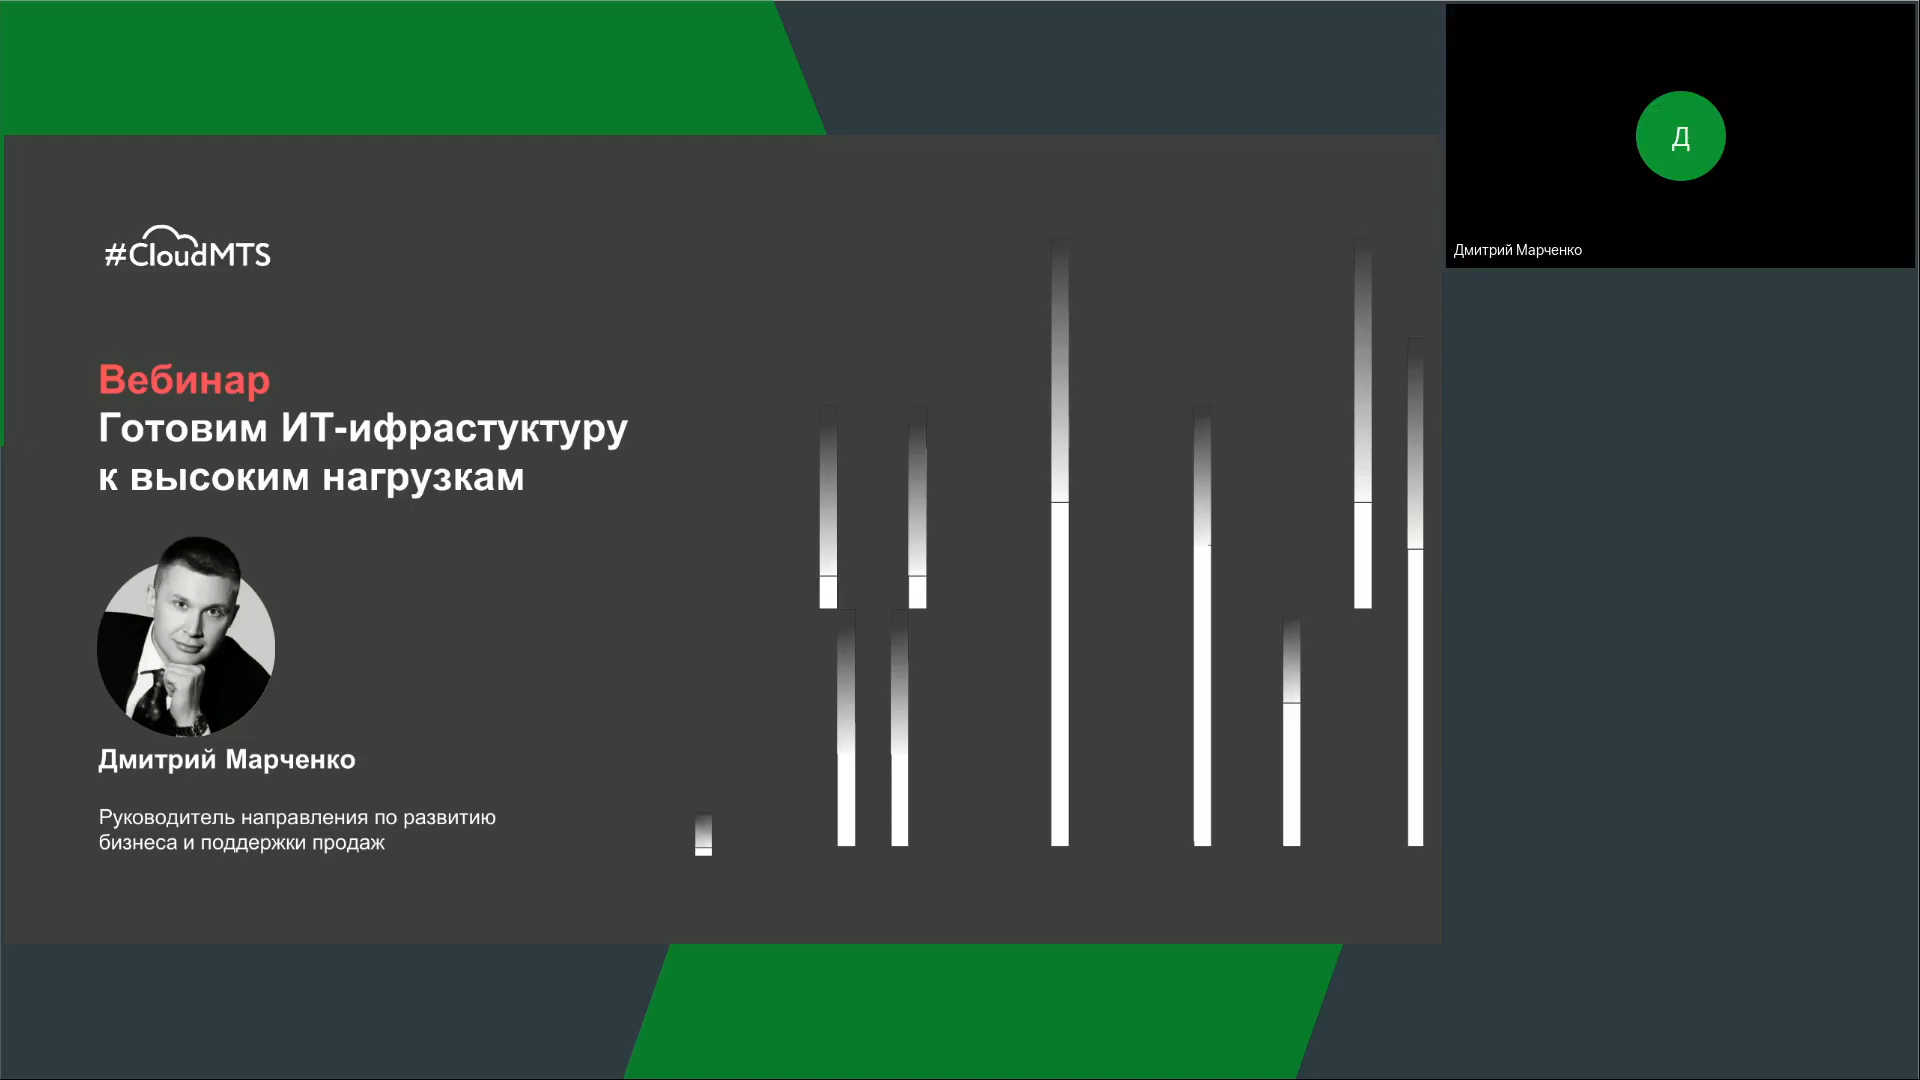 #CloudMTS
Вебинар
Готовим ИТ-ифрастуктуру
к высоким нагрузкам
Дмитрий Марченко
Руководитель направления по развитию
бизнеса и поддержки продаж
Д
Дмитрий Марченко